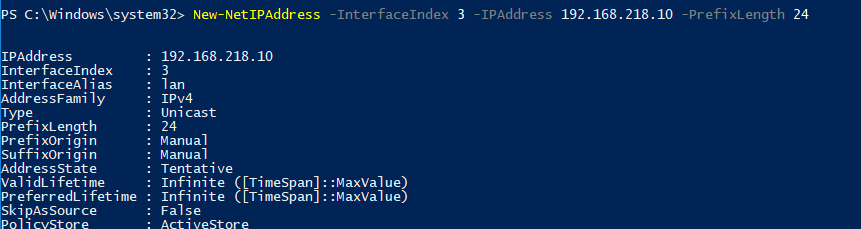 PS C:\Windows\system32> New-NetIPAddress -InterfaceIndex 3 -IPAddress 192.168.218.10 -PrefixLength 24
IPAddress : 192.168.218.10
InterfaceIndex : 3
InterfaceAlias : lan
AddressFamily : IPv4
Type : Unicast
PrefixLength : 24
PrefixOrigin : Manual
SuffixOrigin : Manual
AddressState : Tentative
ValidLifetime : Infinite ([TimeSpan]::MaxValue)
PreferredLifetime : Infinite ([TimeSpan]::MaxValue)
SkipAsSource : False
PolicyStore : ActiveStore